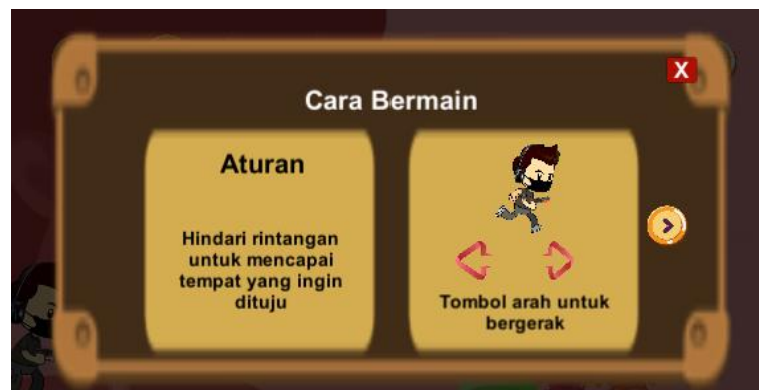 X
Cara Bermain
Aturan
Hindari rintangan
untuk mencapai
tempat yang ingin
dituju
Tombol arah untuk
bergerak